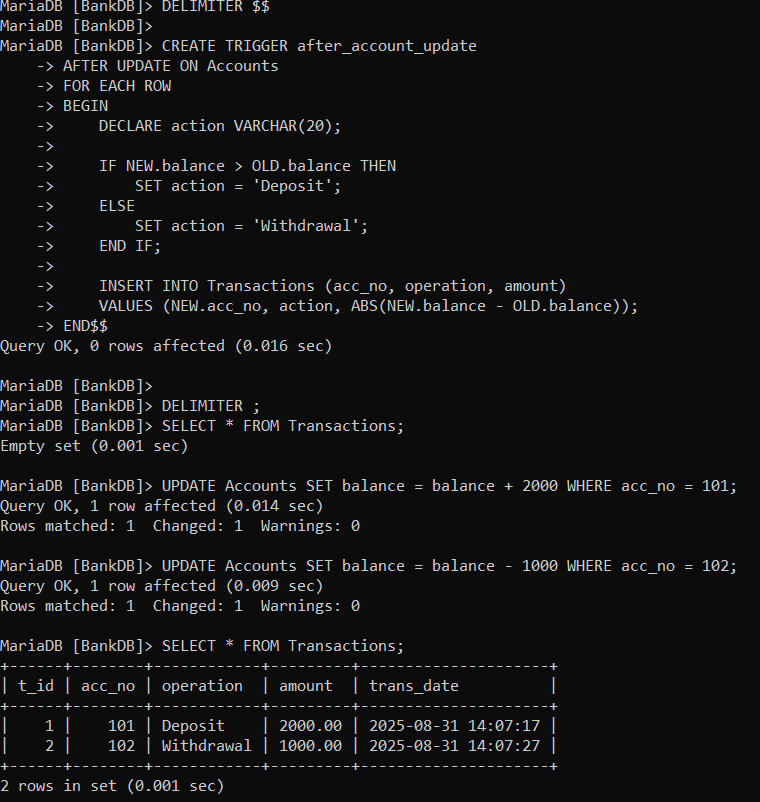 MariaDB [BankDB]> DELIMITER $$
MariaDB [BankDB]>
MariaDB [BankDB]> CREATE TRIGGER after_account_update
    -> AFTER UPDATE ON Accounts
    -> FOR EACH ROW
    -> BEGIN
    ->     DECLARE action VARCHAR(20);
    ->
    ->     IF NEW.balance > OLD.balance THEN
    ->         SET action = 'Deposit';
    ->     ELSE
    ->         SET action = 'Withdrawal';
    ->     END IF;
    ->
    ->     INSERT INTO Transactions (acc_no, operation, amount)
    ->     VALUES (NEW.acc_no, action, ABS(NEW.balance - OLD.balance));
    -> END$$
Query OK, 0 rows affected (0.016 sec)

MariaDB [BankDB]>
MariaDB [BankDB]> DELIMITER ;
MariaDB [BankDB]> SELECT * FROM Transactions;
Empty set (0.001 sec)

MariaDB [BankDB]> UPDATE Accounts SET balance = balance + 2000 WHERE acc_no = 101;
Query OK, 1 row affected (0.014 sec)
Rows matched: 1  Changed: 1  Warnings: 0

MariaDB [BankDB]> UPDATE Accounts SET balance = balance - 1000 WHERE acc_no = 102;
Query OK, 1 row affected (0.009 sec)
Rows matched: 1  Changed: 1  Warnings: 0

MariaDB [BankDB]> SELECT * FROM Transactions;
+------+--------+------------+---------+---------------------+
| t_id | acc_no | operation  | amount  | trans_date          |
+------+--------+------------+---------+---------------------+
|    1 |    101 | Deposit    | 2000.00 | 2025-08-31 14:07:17 |
|    2 |    102 | Withdrawal | 1000.00 | 2025-08-31 14:07:27 |
+------+--------+------------+---------+---------------------+
2 rows in set (0.001 sec)